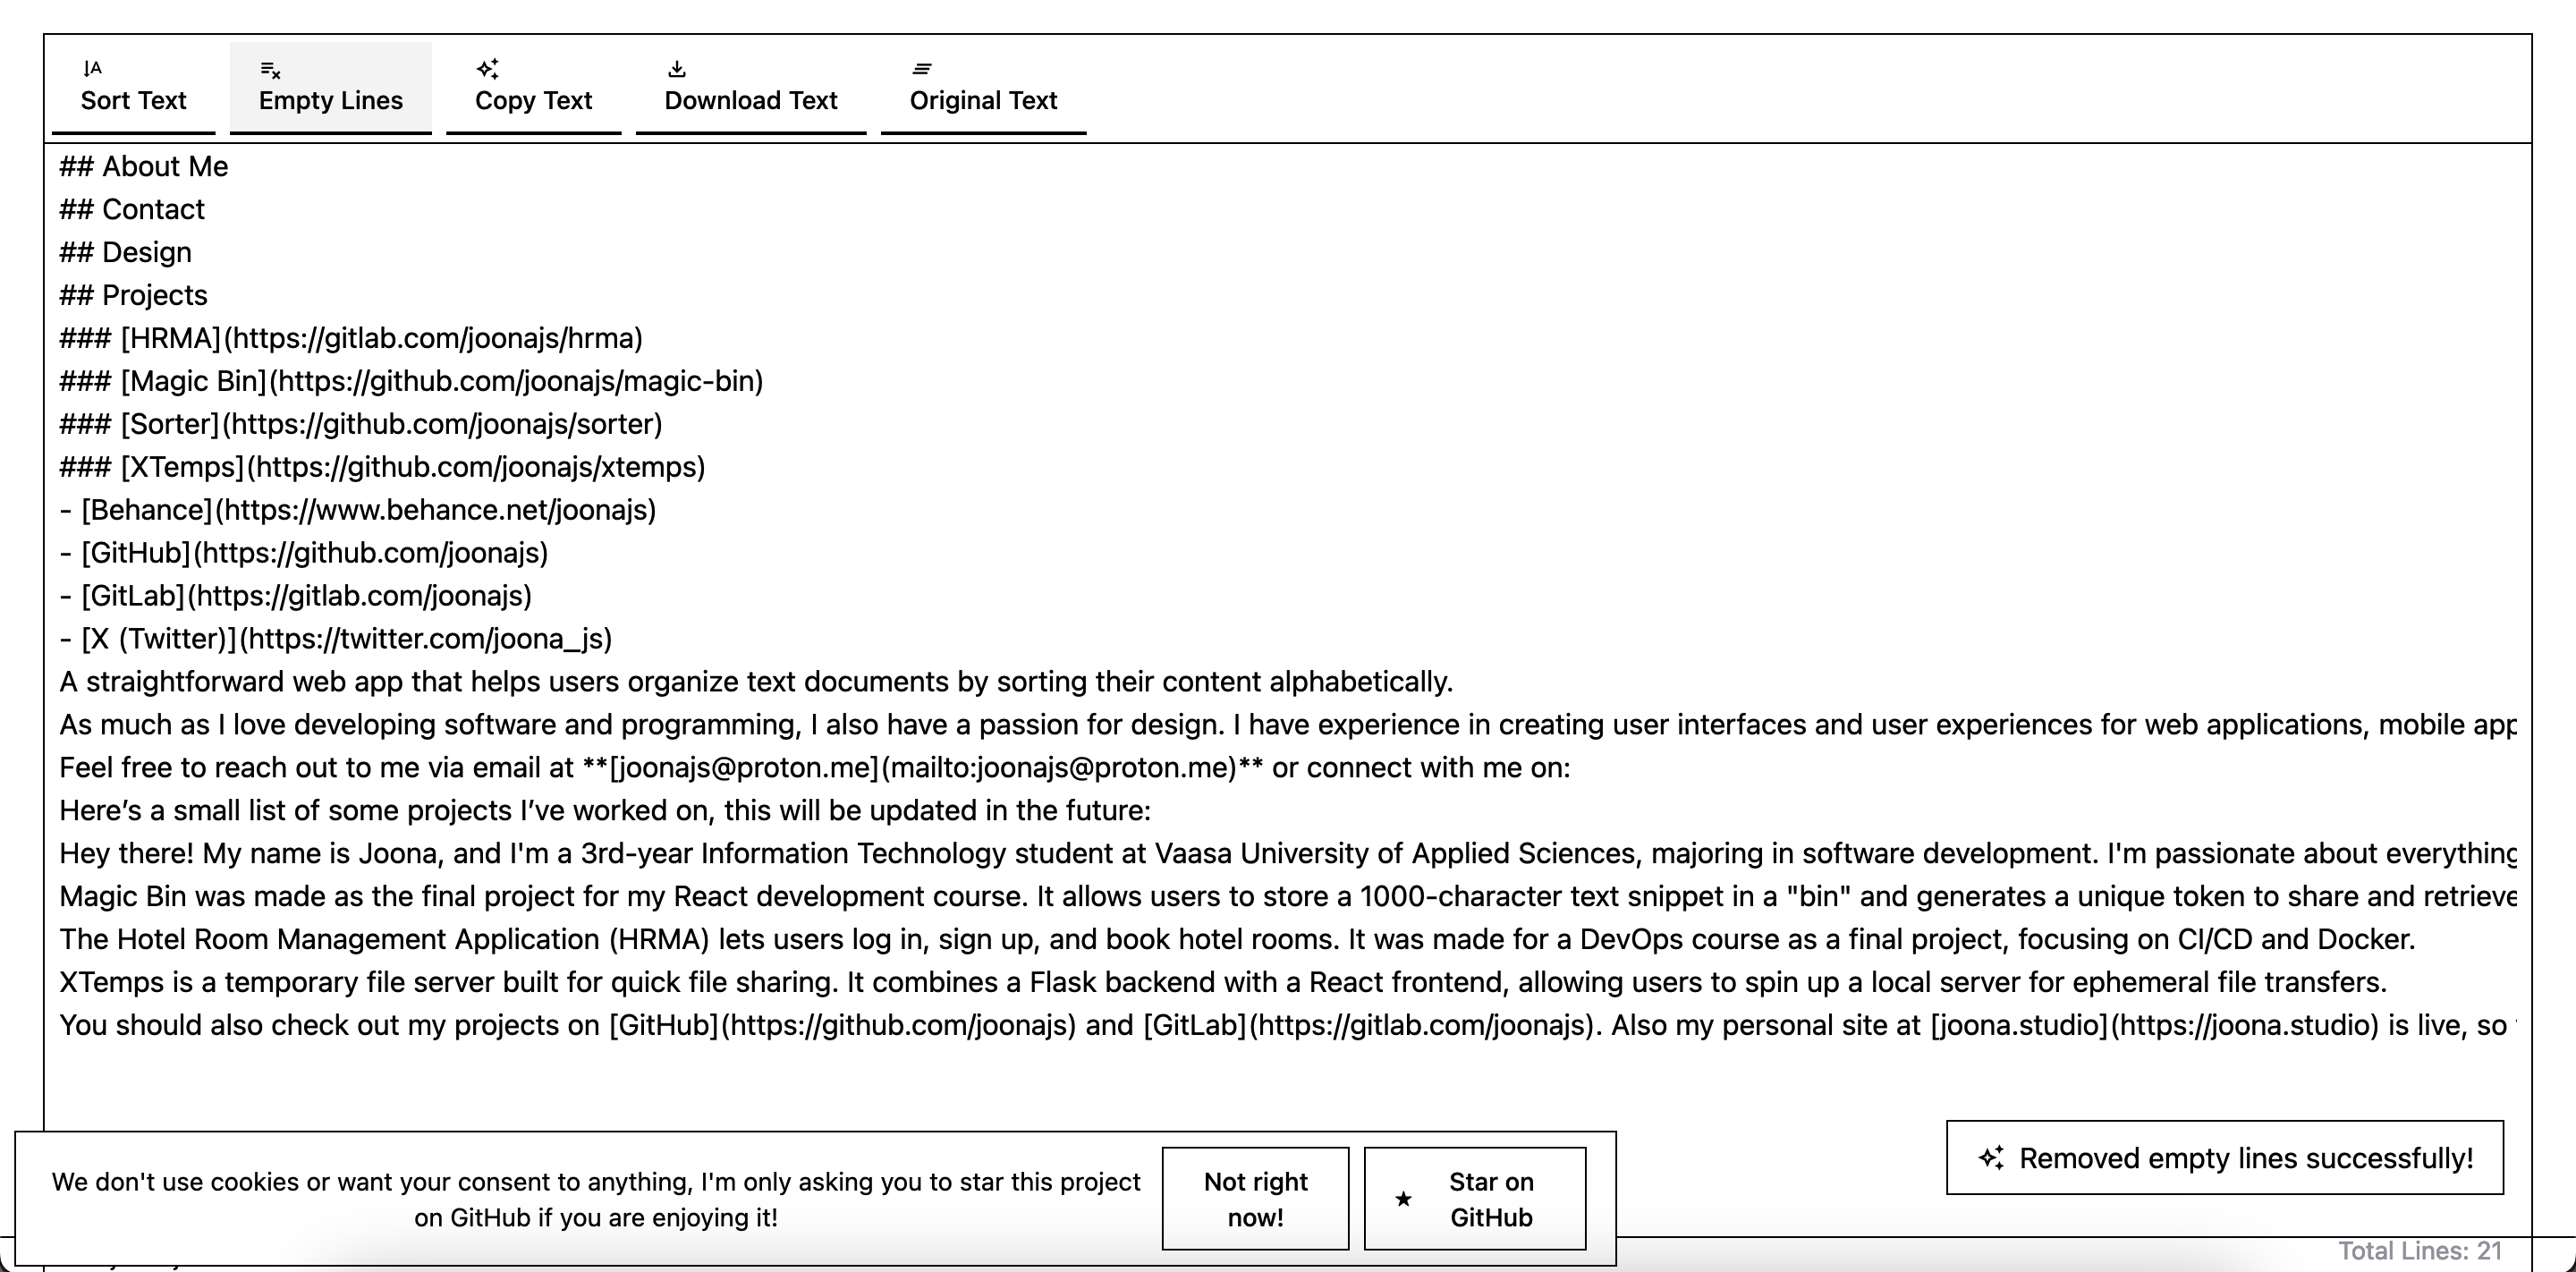 Sort Text
Empty Lines
Copy Text
Download Text
Original Text
## About Me
## Contact
## Design
## Projects
### [HRMA](https://gitlab.com/joonajs/hrma)
### [Magic Bin](https://github.com/joonajs/magic-bin)
### [Sorter](https://github.com/joonajs/sorter)
### [XTemps](https://github.com/joonajs/xtemps)
- [Behance](https://www.behance.net/joonajs)
- [GitHub](https://github.com/joonajs)
- [GitLab](https://gitlab.com/joonajs)
- [X (Twitter)](https://twitter.com/joona_js)
A straightforward web app that helps users organize text documents by sorting their content alphabetically.
As much as I love developing software and programming, I also have a passion for design. I have experience in creating user interfaces and user experiences for web applications, mobile app
Feel free to reach out to me via email at **[joonajs@proton.me](mailto:joonajs@proton.me)** or connect with me on:
Here’s a small list of some projects I’ve worked on, this will be updated in the future:
Hey there! My name is Joona, and I'm a 3rd-year Information Technology student at Vaasa University of Applied Sciences, majoring in software development. I'm passionate about everything
Magic Bin was made as the final project for my React development course. It allows users to store a 1000-character text snippet in a "bin" and generates a unique token to share and retrieve
The Hotel Room Management Application (HRMA) lets users log in, sign up, and book hotel rooms. It was made for a DevOps course as a final project, focusing on CI/CD and Docker.
XTemps is a temporary file server built for quick file sharing. It combines a Flask backend with a React frontend, allowing users to spin up a local server for ephemeral file transfers.
You should also check out my projects on [GitHub](https://github.com/joonajs) and [GitLab](https://gitlab.com/joonajs). Also my personal site at [joona.studio](https://joona.studio) is live, so
Removed empty lines successfully!
We don't use cookies or want your consent to anything, I'm only asking you to star this project
on GitHub if you are enjoying it!
Not right
now!
Star on
GitHub
Total Lines: 21